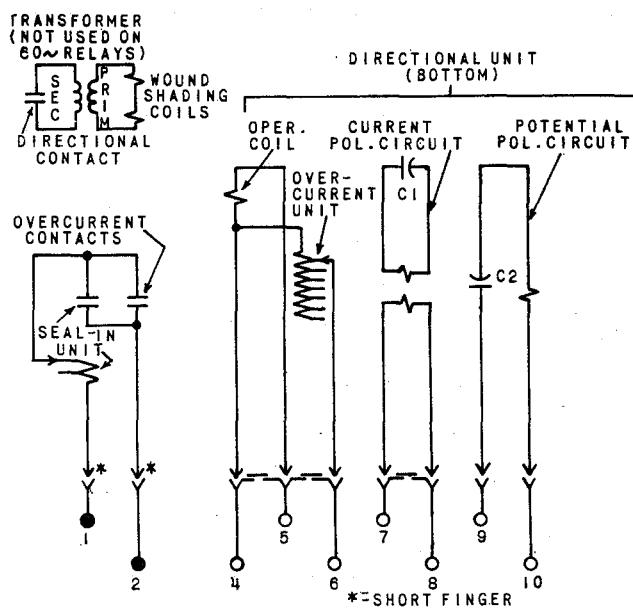 TRANSFORMER
(NOT USED ON
60~ RELAYS)
SEC
PRIM
WOUND
SHADING
COILS
DIRECTIONAL
CONTACT
DIRECTIONAL UNIT
(BOTTOM)
OPER.
COIL
CURRENT
POL. CIRCUIT
POTENTIAL
POL. CIRCUIT
OVER-
CURRENT
UNIT
C1
OVERCURRENT
CONTACTS
C2
SEAL-IN
UNIT
* *
1 5 7 9
2 4 6 8 10
*=SHORT FINGER